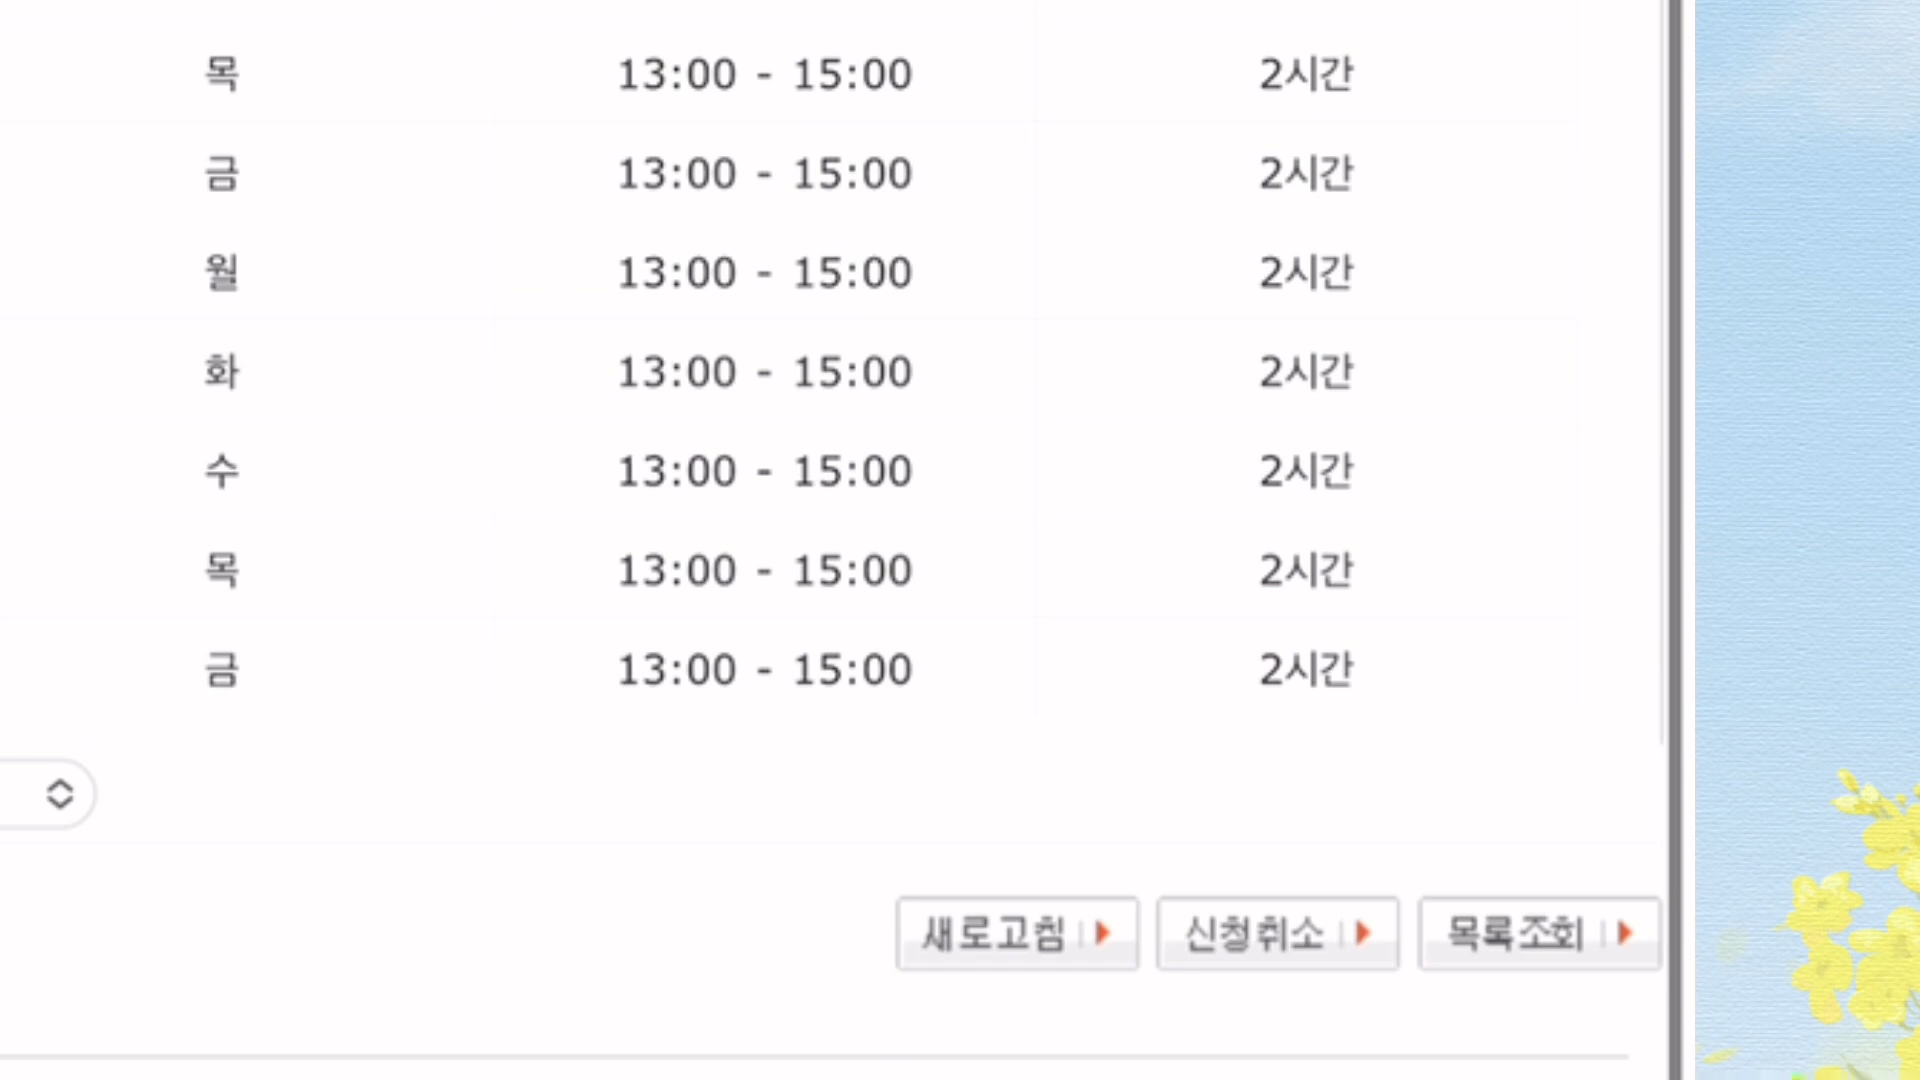 목 13:00 - 15:00 2시간
금 13:00 - 15:00 2시간
월 13:00 - 15:00 2시간
화 13:00 - 15:00 2시간
수 13:00 - 15:00 2시간
목 13:00 - 15:00 2시간
금 13:00 - 15:00 2시간
새로고침 신청취소 목록조회